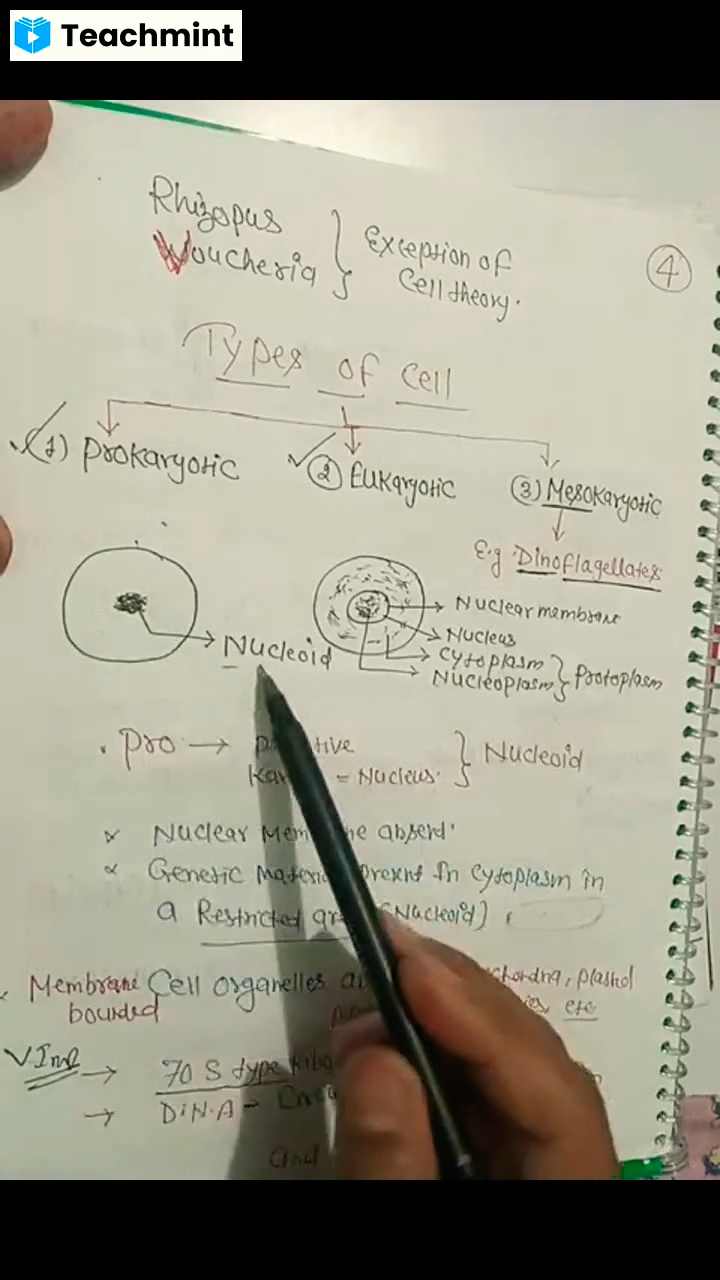 Teachmint
Rhizopus
Voucheria } Exception of
Cell theory.
4
Types of Cell
(1) Prokaryotic
(2) Eukaryotic
(3) Mesokaryotic
E.g Dinoflagellates
Nucleoid
Nuclear membrane
Nucleus
Cytoplasm
Nucleoplasm } Protoplasm
Pro →
= Nucleus. } Nucleoid
Nuclear absent
Genetic present in cytoplasm in
a Restricted (Nucleoid)
Membrane Cell organelles
bounded
etc
V.Imp → 70 S type
→ D.N.A -
and